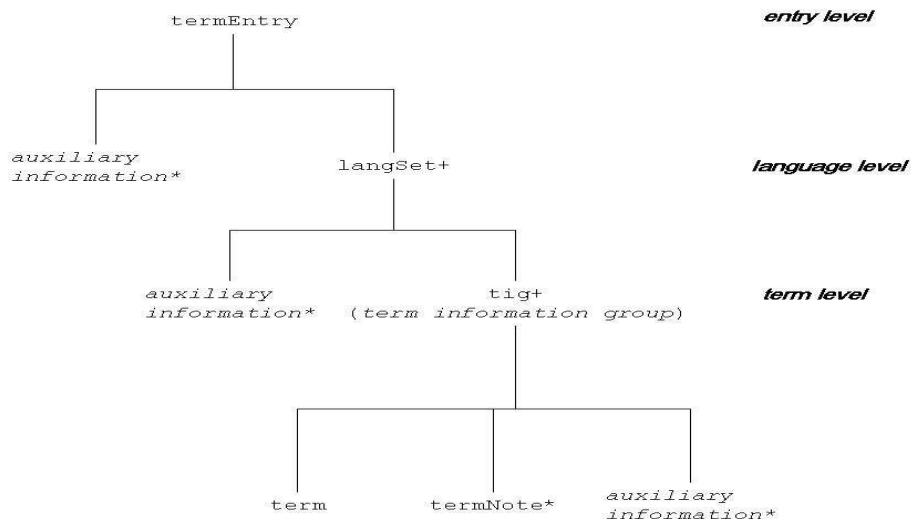 termEntry
entry level
auxiliary
information*
langSet+
language level
auxiliary
information*
tig+
(term information group)
term level
term
termNote*
auxiliary
information*